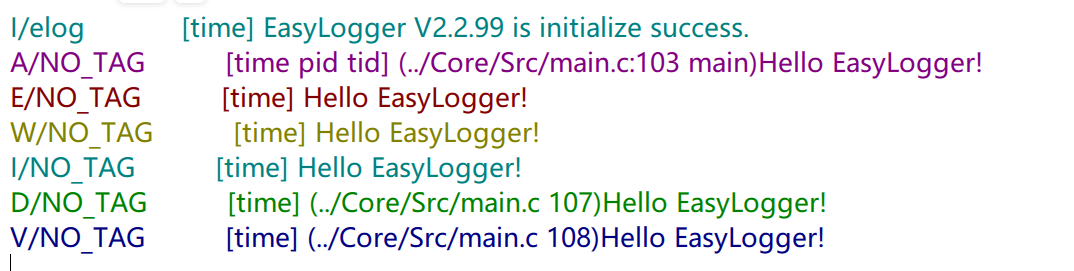 I/elog [time] EasyLogger V2.2.99 is initialize success.
A/NO_TAG [time pid tid] (../Core/Src/main.c:103 main)Hello EasyLogger!
E/NO_TAG [time] Hello EasyLogger!
W/NO_TAG [time] Hello EasyLogger!
I/NO_TAG [time] Hello EasyLogger!
D/NO_TAG [time] (../Core/Src/main.c 107)Hello EasyLogger!
V/NO_TAG [time] (../Core/Src/main.c 108)Hello EasyLogger!